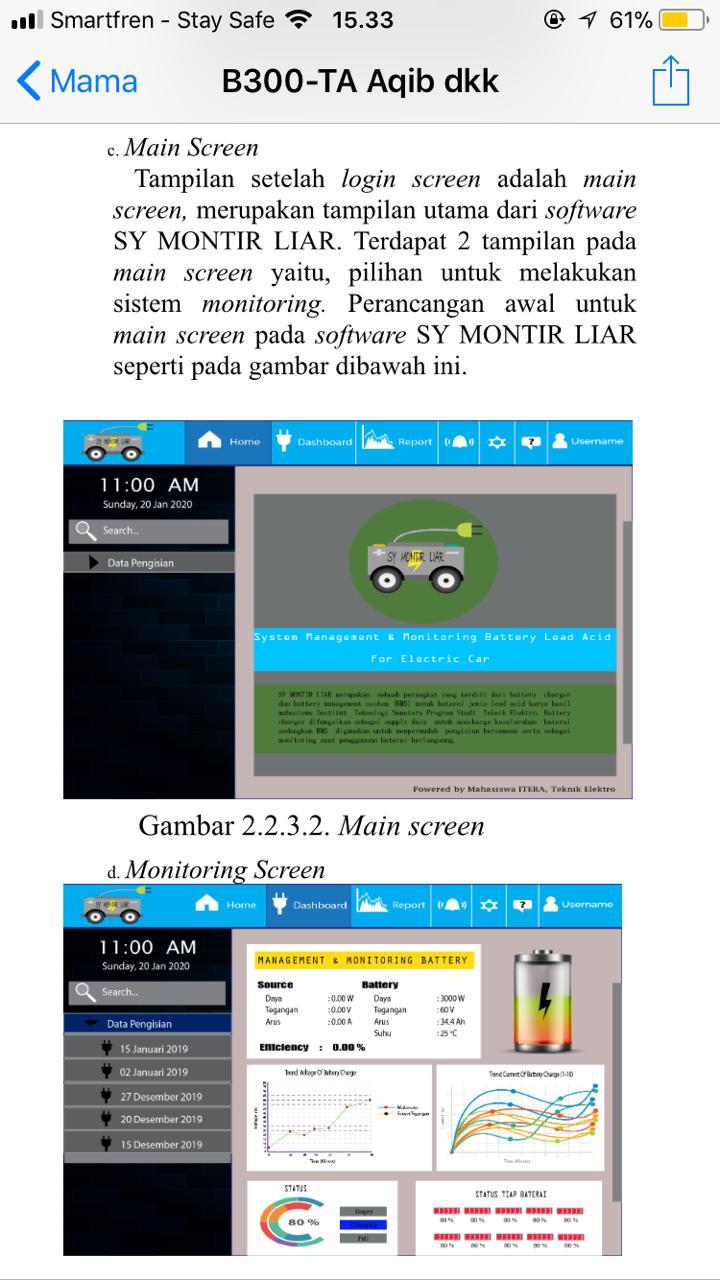 Smartfren - Stay Safe 15.33 61%
Mama B300-TA Aqib dkk
c. Main Screen
Tampilan setelah login screen adalah main
screen, merupakan tampilan utama dari software
SY MONTIR LIAR. Terdapat 2 tampilan pada
main screen yaitu, pilihan untuk melakukan
sistem monitoring. Perancangan awal untuk
main screen pada software SY MONTIR LIAR
seperti pada gambar dibawah ini.
SY MONTIR LIAR Home Dashboard Report ? Username
11:00 AM
Sunday, 20 Jan 2020
Search...
Data Pengisian
SY MONTIR LIAR
System Management & Monitoring Battery Lead Acid
For Electric Car
SY MONTIR LIAR merupakan sebuah perangkat yang terdiri dari battery charger
dan battery management system (BMS) untuk baterai jenis lead acid karya hasil
mahasiswa Institut Teknologi Sumatera Program Studi Teknik Elektro. Battery
charger difungsikan sebagai supply daya untuk mencharge keseluruhan baterai
sedangkan BMS digunakan untuk mempermudah pengisian bersamaan serta sebagai
monitoring saat penggunaan baterai berlangsung.
Powered by Mahasiswa ITERA, Teknik Elektro
Gambar 2.2.3.2. Main screen
d. Monitoring Screen
SY MONTIR LIAR Home Dashboard Report ? Username
11:00 AM
Sunday, 20 Jan 2020
Search...
Data Pengisian
15 Januari 2019
02 Januari 2019
27 Desember 2019
20 Desember 2019
15 Desember 2019
MANAGEMENT & MONITORING BATTERY
Source Battery
Daya :0.00 W Daya :3000 W
Tegangan :0.00 V Tegangan :60 V
Arus :0.00 A Arus :34.4 Ah
Suhu :25 °C
Efficiency : 0.00 %
Trend Voltage Of Battery Charge
Time (Minute)
Trend Current Of Battery Charge (1-10)
Time (Minute)
STATUS
80 %
Empty
Full
STATUS TIAP BATERAI
80 % 80 % 80 % 80 % 80 %
80 % 80 % 80 % 80 % 80 %